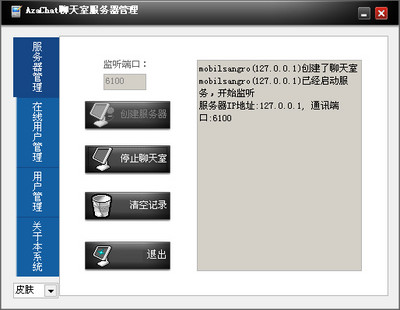 AzaChat聊天室服务器管理
服务器管理
在线用户管理
用户管理
关于本系统
皮肤
监听端口：
6100
创建服务器
停止聊天室
清空记录
退出
mobilsangro(127.0.0.1)创建了聊天室
mobilsangro(127.0.0.1)已经启动服
务，开始监听
服务器IP地址:127.0.0.1, 通讯端
口:6100